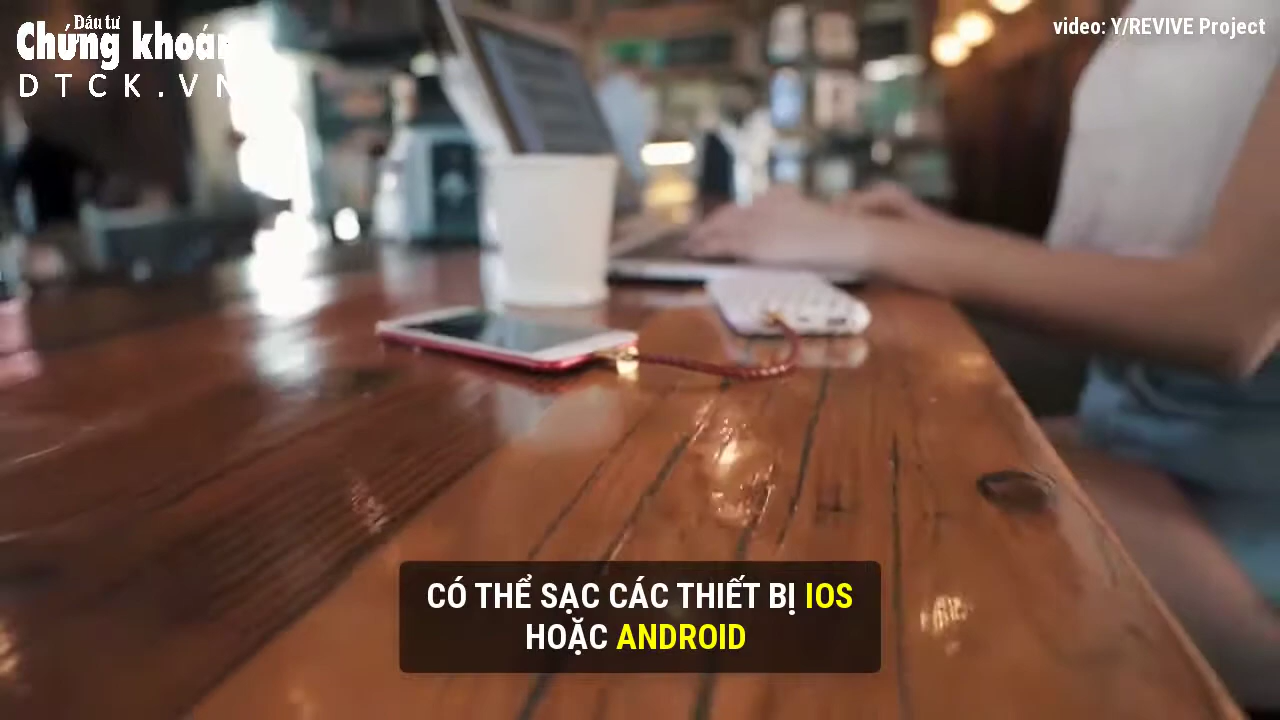 Đầu tư
Chứng khoán
DTCK.VN
video: Y/REVIVE Project
CÓ THỂ SẠC CÁC THIẾT BỊ IOS
HOẶC ANDROID